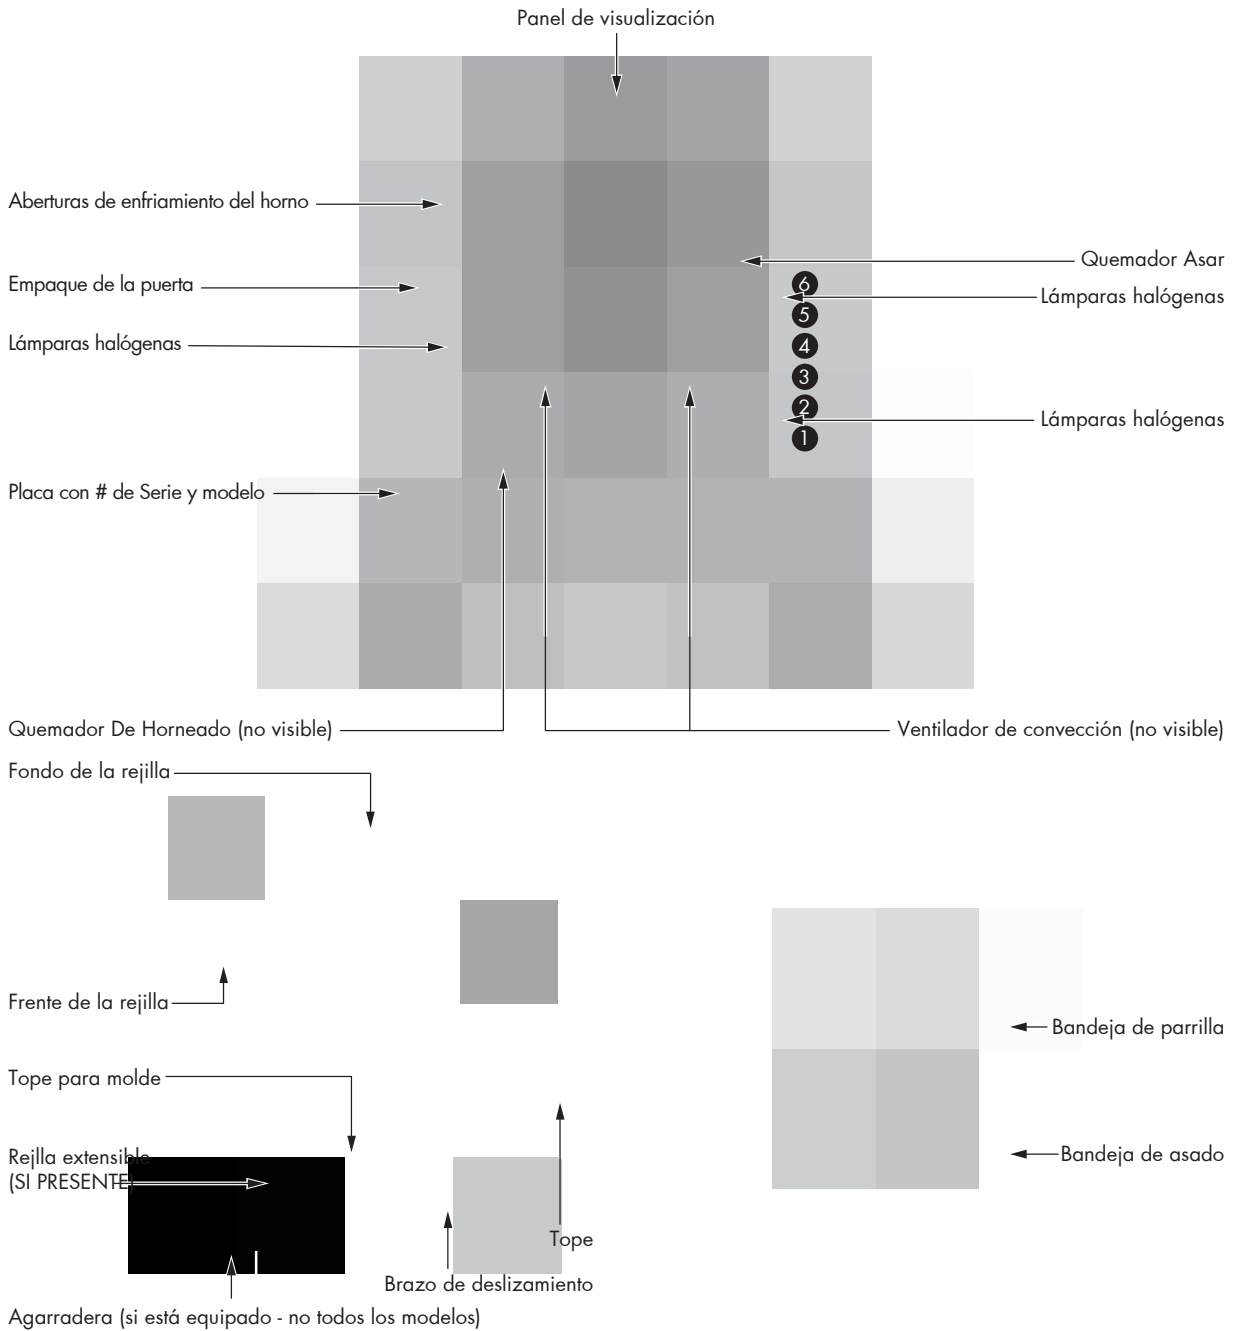 Panel de visualización
Aberturas de enfriamiento del horno
Quemador Asar
Empaque de la puerta
6
Lámparas halógenas
5
Lámparas halógenas
4
3
2
Lámparas halógenas
1
Placa con # de Serie y modelo
Quemador De Horneado (no visible)
Ventilador de convección (no visible)
Fondo de la rejilla
Frente de la rejilla
Bandeja de parrilla
Tope para molde
Rejlla extensible
(SI PRESENTE)
Bandeja de asado
Tope
Brazo de deslizamiento
Agarradera (si está equipado - no todos los modelos)